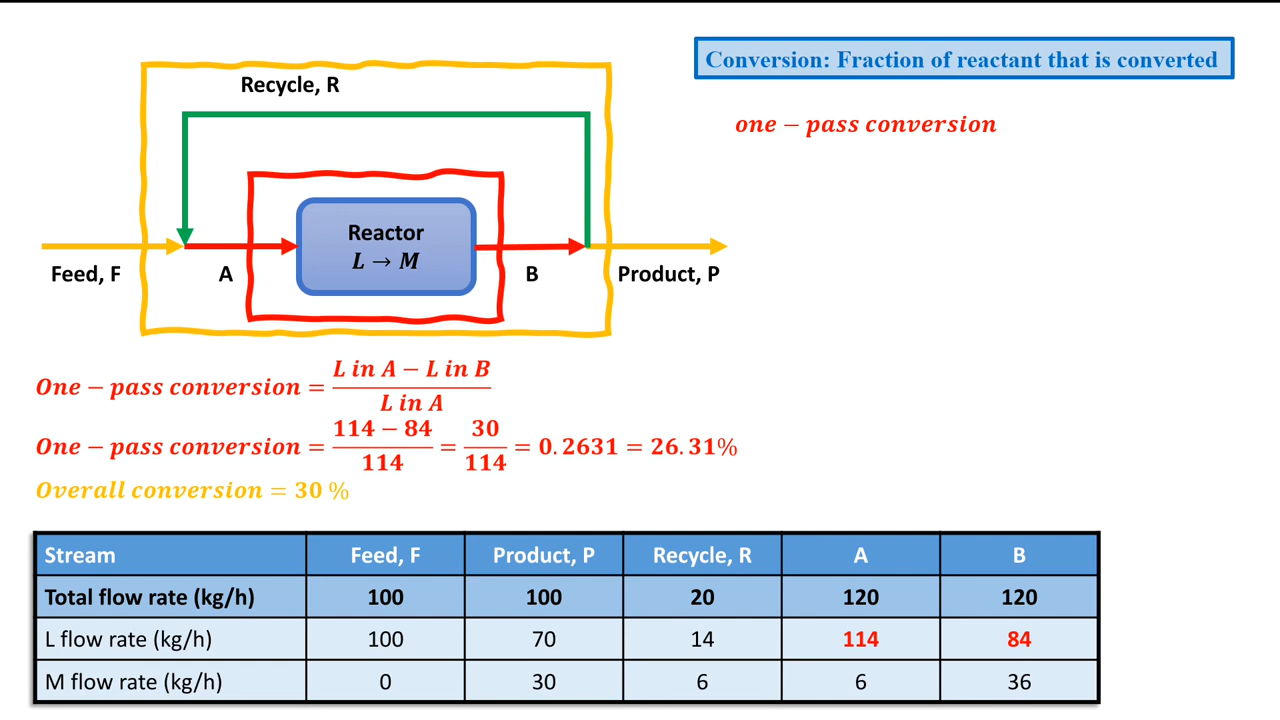 Conversion: Fraction of reactant that is converted
Recycle, R
one − pass conversion
Reactor
L → M
Feed, F
A
B
Product, P
One − pass conversion = (L in A − L in B) / (L in A)
One − pass conversion = (114 − 84) / 114 = 30 / 114 = 0.2631 = 26.31%
Overall conversion = 30 %
Stream Feed, F Product, P Recycle, R A B
Total flow rate (kg/h) 100 100 20 120 120
L flow rate (kg/h) 100 70 14 114 84
M flow rate (kg/h) 0 30 6 6 36